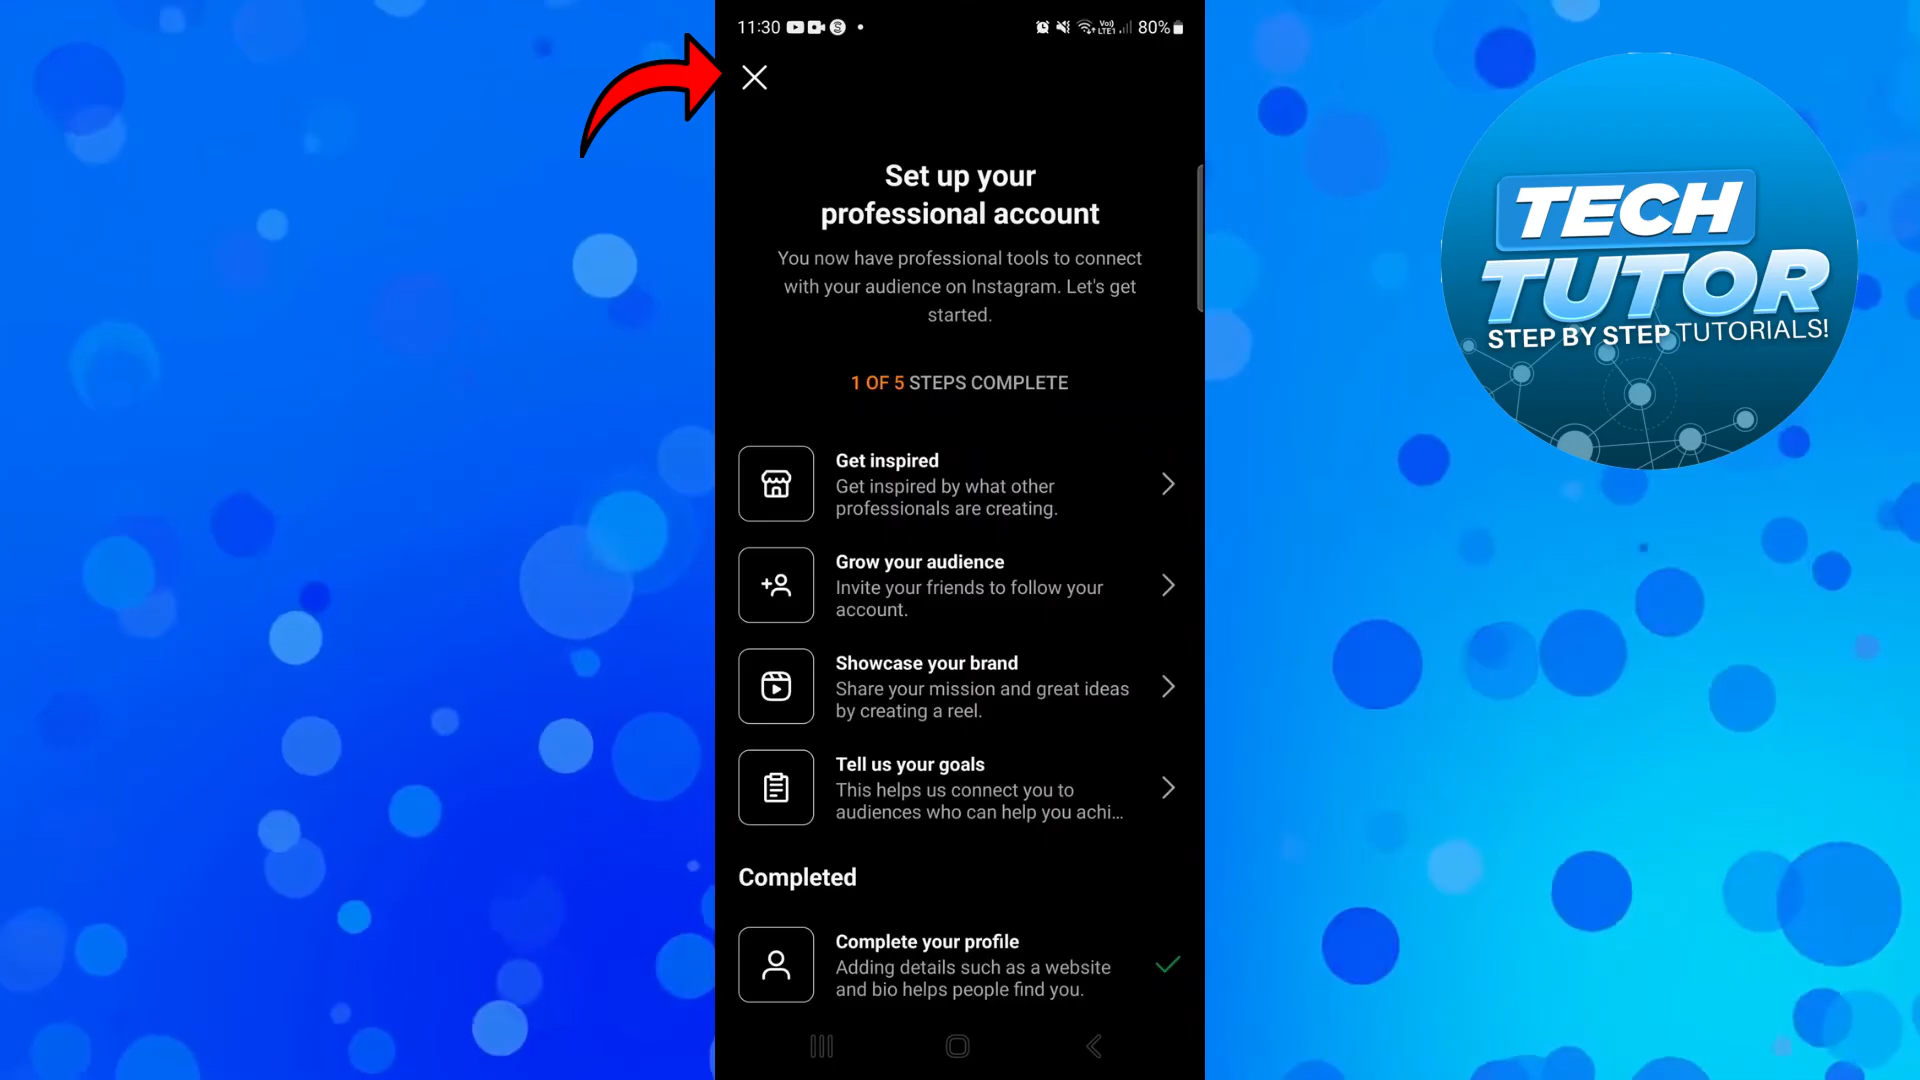 11:30
80%
Set up your
professional account
You now have professional tools to connect
with your audience on Instagram. Let's get
started.
1 OF 5 STEPS COMPLETE
Get inspired
Get inspired by what other
professionals are creating.
Grow your audience
Invite your friends to follow your
account.
Showcase your brand
Share your mission and great ideas
by creating a reel.
Tell us your goals
This helps us connect you to
audiences who can help you achi...
Completed
Complete your profile
Adding details such as a website
and bio helps people find you.
TECH
TUTOR
STEP BY STEP TUTORIALS!